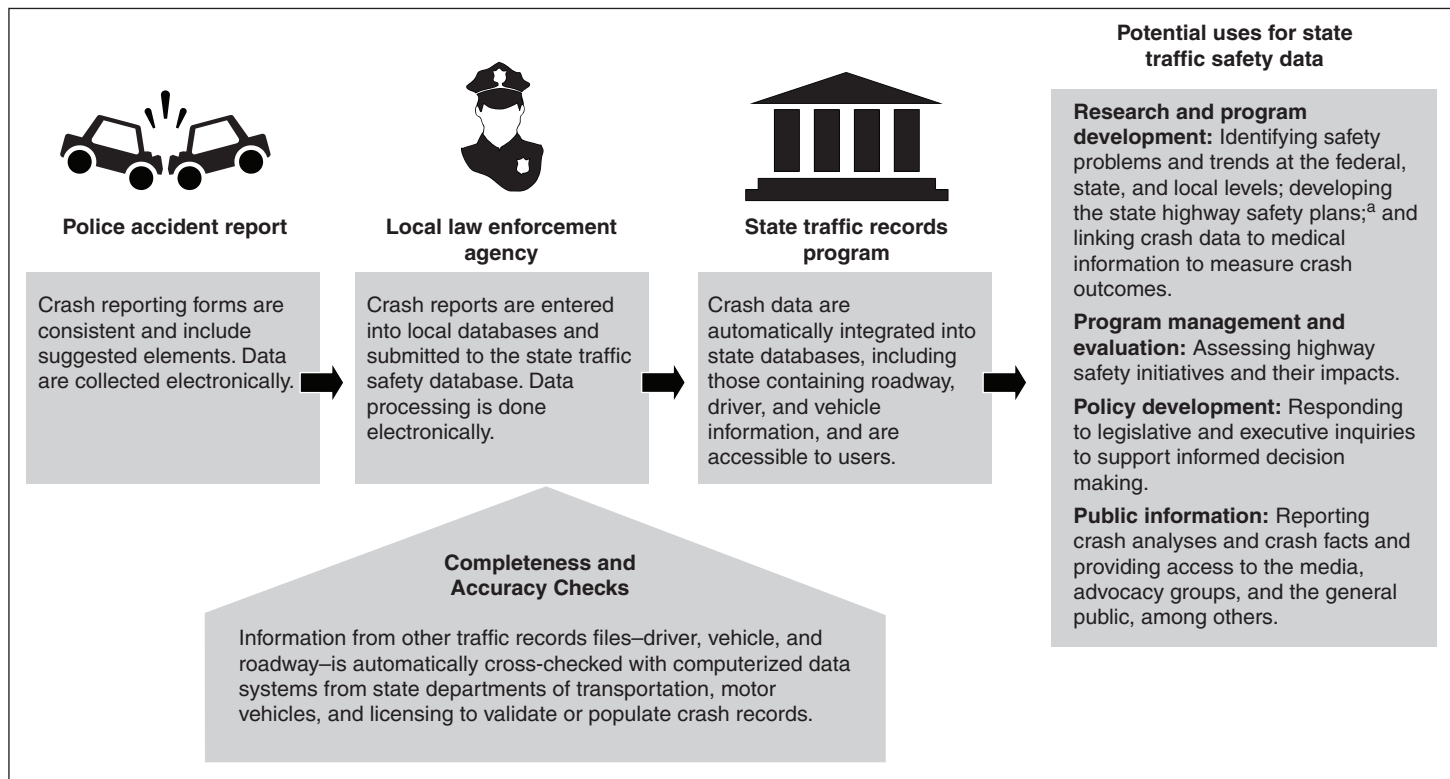 Police accident report
Crash reporting forms are
consistent and include
suggested elements. Data
are collected electronically.
Local law enforcement
agency
Crash reports are entered
into local databases and
submitted to the state traffic
safety database. Data
processing is done
electronically.
State traffic records
program
Crash data are
automatically integrated into
state databases, including
those containing roadway,
driver, and vehicle
information, and are
accessible to users.
Completeness and
Accuracy Checks
Information from other traffic records files–driver, vehicle, and
roadway–is automatically cross-checked with computerized data
systems from state departments of transportation, motor
vehicles, and licensing to validate or populate crash records.
Potential uses for state
traffic safety data
Research and program
development: Identifying safety
problems and trends at the federal,
state, and local levels; developing
the state highway safety plans;a and
linking crash data to medical
information to measure crash
outcomes.
Program management and
evaluation: Assessing highway
safety initiatives and their impacts.
Policy development: Responding
to legislative and executive inquiries
to support informed decision
making.
Public information: Reporting
crash analyses and crash facts and
providing access to the media,
advocacy groups, and the general
public, among others.